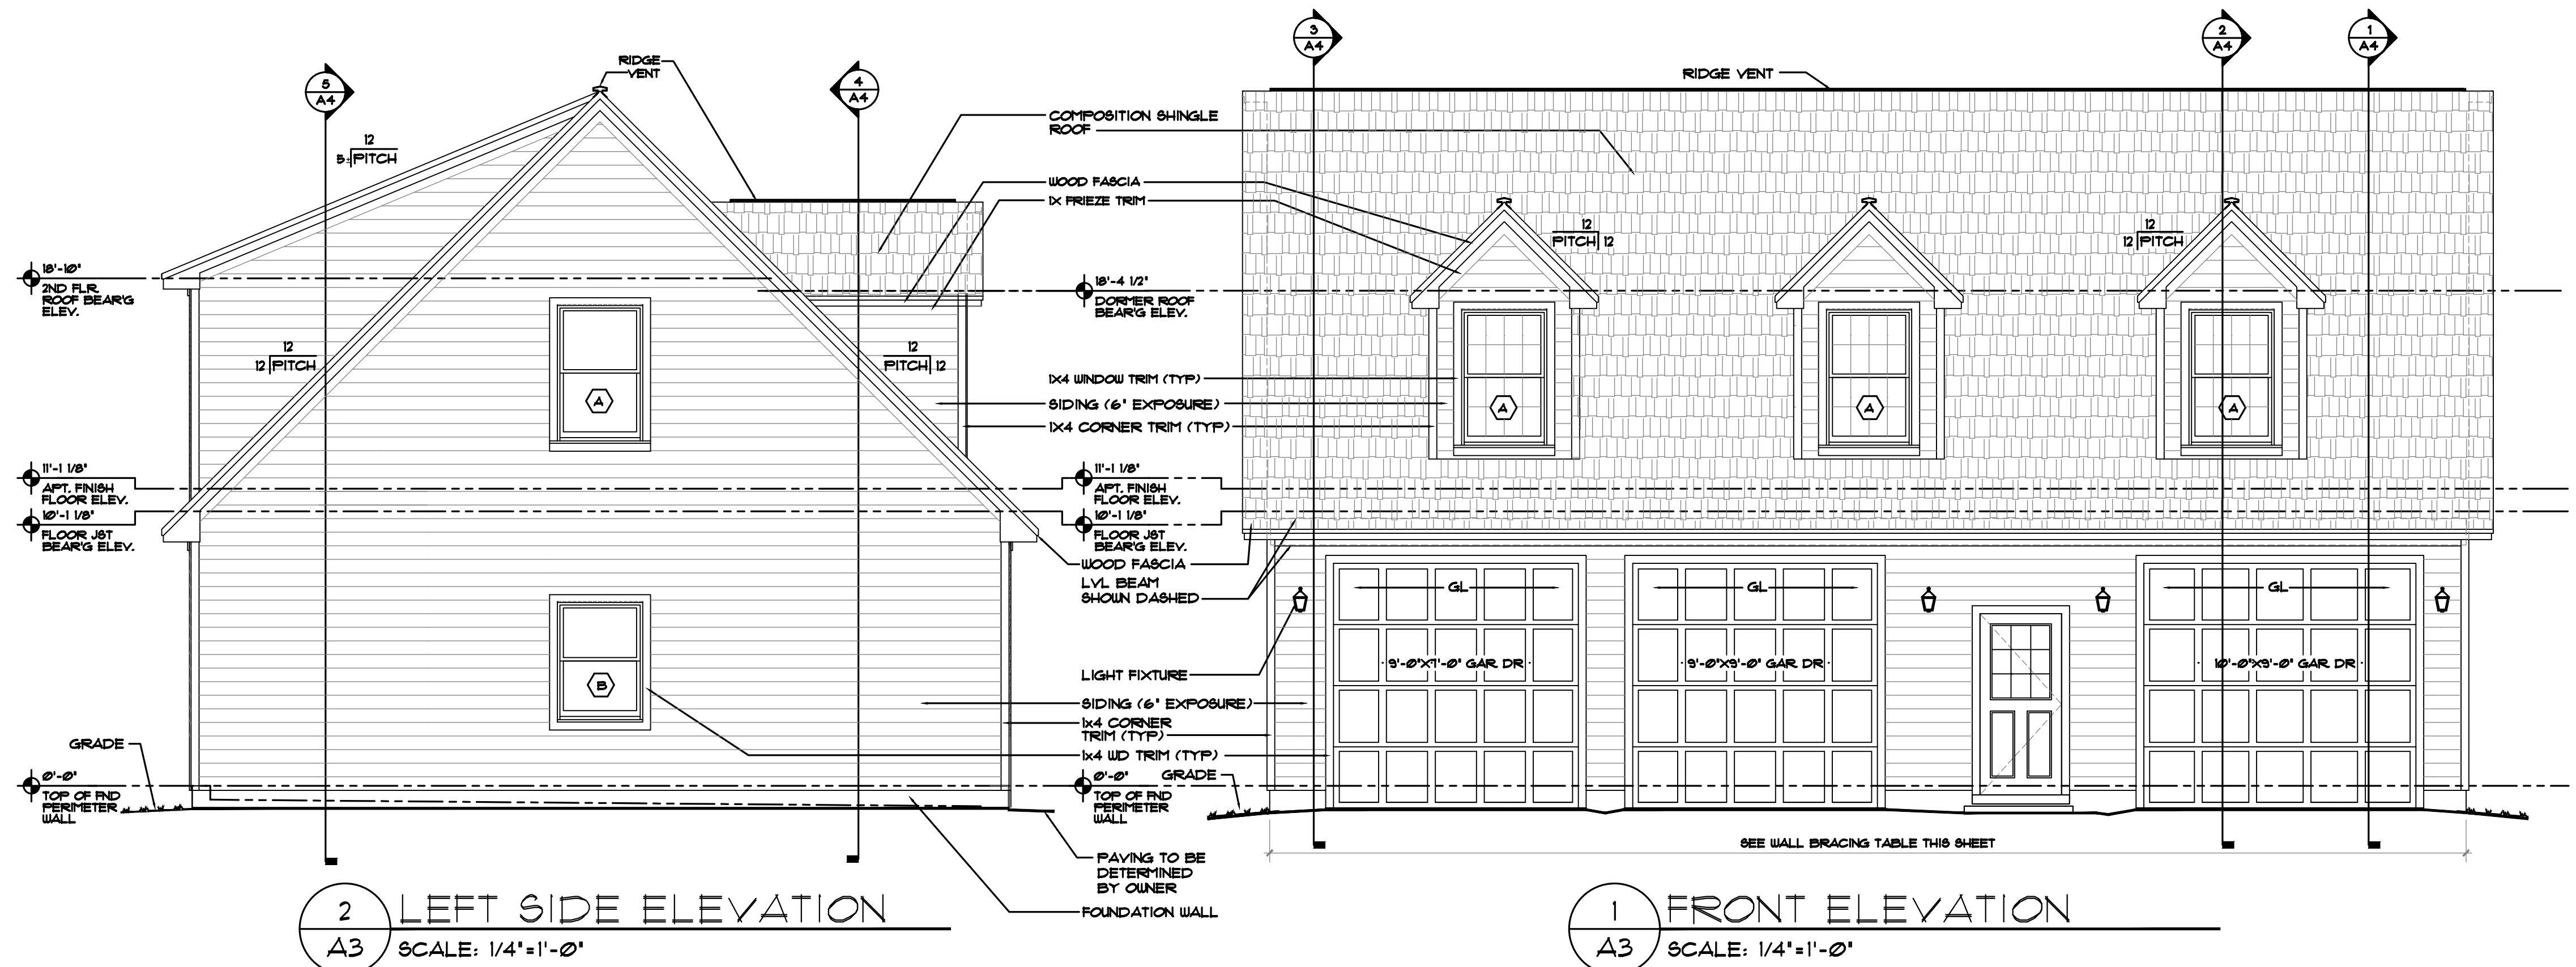 5
A4
RIDGE
VENT
4
A4
12
5± PITCH
18'-10"
2ND FLR.
ROOF BEAR'G
ELEV.
12
12 PITCH
12
PITCH 12
A
11'-1 1/8"
APT. FINISH
FLOOR ELEV.
10'-1 1/8"
FLOOR JST
BEAR'G ELEV.
B
GRADE
0'-0"
TOP OF FND
PERIMETER
WALL
COMPOSITION SHINGLE
ROOF
WOOD FASCIA
1X FRIEZE TRIM
18'-4 1/2"
DORMER ROOF
BEAR'G ELEV.
1X4 WINDOW TRIM (TYP)
SIDING (6" EXPOSURE)
1X4 CORNER TRIM (TYP)
11'-1 1/8"
APT. FINISH
FLOOR ELEV.
10'-1 1/8"
FLOOR JST
BEAR'G ELEV.
WOOD FASCIA
LVL BEAM
SHOWN DASHED
LIGHT FIXTURE
SIDING (6" EXPOSURE)
1x4 CORNER
TRIM (TYP)
1x4 WD TRIM (TYP)
0'-0"
GRADE
TOP OF FND
PERIMETER
WALL
PAVING TO BE
DETERMINED
BY OWNER
FOUNDATION WALL
2
A3
LEFT SIDE ELEVATION
SCALE: 1/4"=1'-0"
3
A4
2
A4
1
A4
RIDGE VENT
12
PITCH 12
12
12 PITCH
A
A
A
GL
GL
GL
GAR DR
9'-0"X9'-0" GAR DR
10'-0"X9'-0" GAR DR
SEE WALL BRACING TABLE THIS SHEET
1
A3
FRONT ELEVATION
SCALE: 1/4"=1'-0"